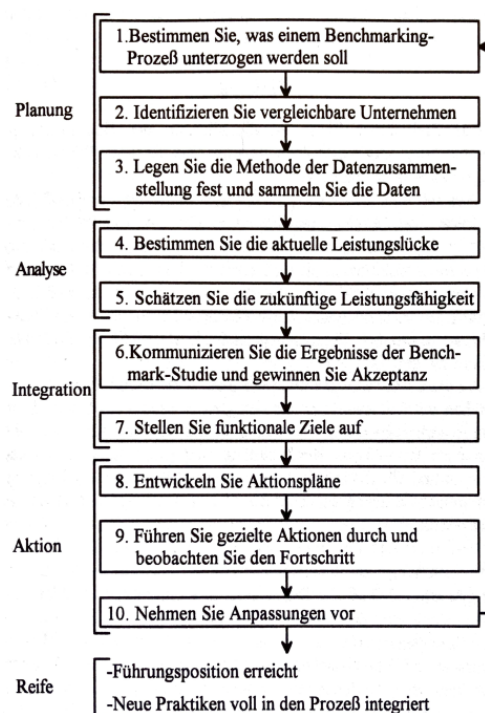 1.Bestimmen Sie, was einem Benchmarking-
Prozeß unterzogen werden soll
Planung
2. Identifizieren Sie vergleichbare Unternehmen
3. Legen Sie die Methode der Datenzusammen-
stellung fest und sammeln Sie die Daten
4. Bestimmen Sie die aktuelle Leistungslücke
Analyse
5. Schätzen Sie die zukünftige Leistungsfähigkeit
6.Kommunizieren Sie die Ergebnisse der Bench-
mark-Studie und gewinnen Sie Akzeptanz
Integration
7. Stellen Sie funktionale Ziele auf
8. Entwickeln Sie Aktionspläne
Aktion
9. Führen Sie gezielte Aktionen durch und
beobachten Sie den Fortschritt
10. Nehmen Sie Anpassungen vor
Reife
-Führungsposition erreicht
-Neue Praktiken voll in den Prozeß integriert